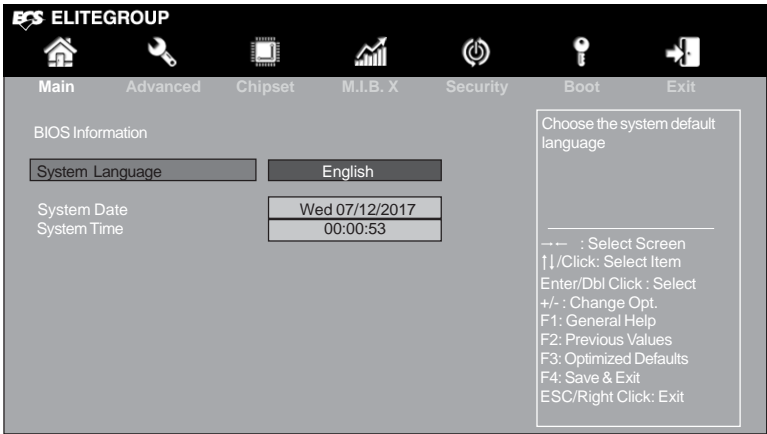 ECS ELITEGROUP
Main Advanced Chipset M.I.B. X Security Boot Exit
BIOS Information
System Language English
System Date Wed 07/12/2017
System Time 00:00:53
Choose the system default
language
→← : Select Screen
↑↓/Click: Select Item
Enter/Dbl Click : Select
+/- : Change Opt.
F1: General Help
F2: Previous Values
F3: Optimized Defaults
F4: Save & Exit
ESC/Right Click: Exit